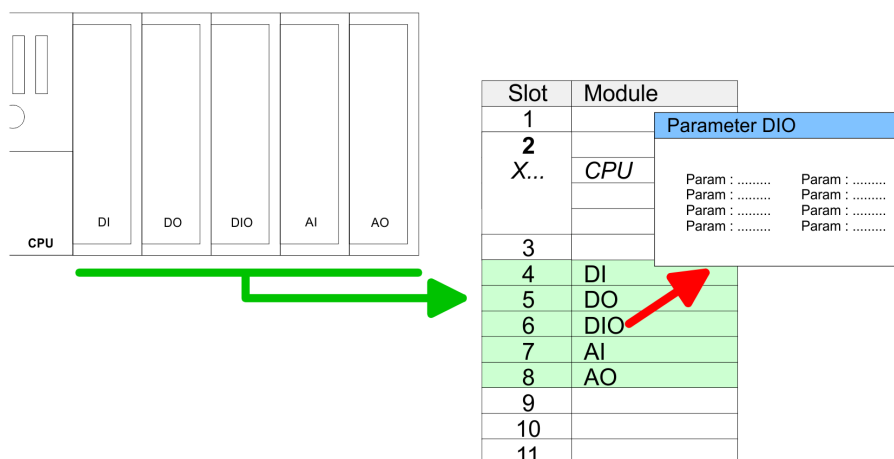 DI DO DIO AI AO
CPU
Slot Module
1
2
X... CPU
3
4 DI
5 DO
6 DIO
7 AI
8 AO
9
10
11
Parameter DIO
Param : ......... Param : .........
Param : ......... Param : .........
Param : ......... Param : .........
Param : ......... Param : .........